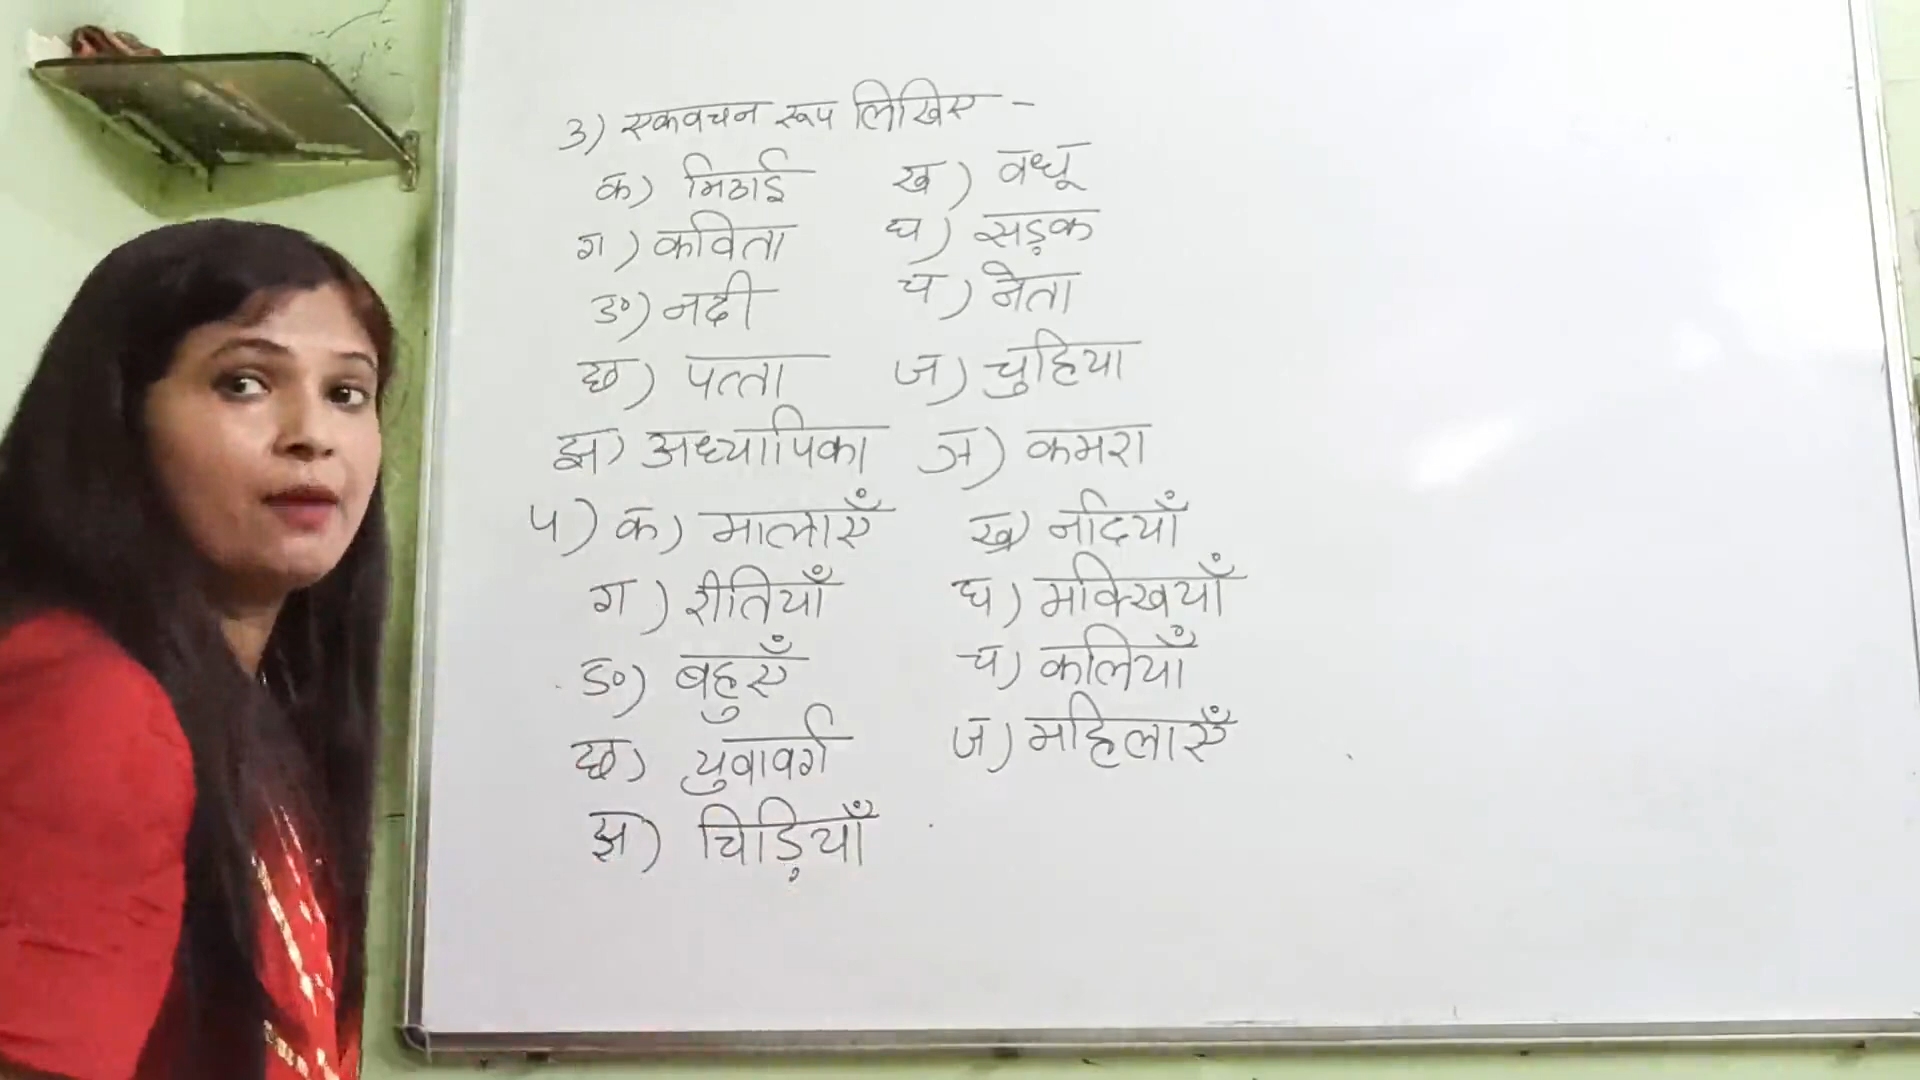 3) एकवचन रूप लिखिए -
क) मिठाई ख) वधू
ग) कविता घ) सड़क
ङ) नदी च) नेता
छ) पत्ता ज) चुहिया
झ) अध्यापिका ञ) कमरा
4) क) मालाएँ ख) नदियाँ
ग) रीतियाँ घ) मक्खियाँ
ङ) बहुएँ च) कलियाँ
छ) युवावर्ग ज) महिलाएँ
झ) चिड़ियाँ